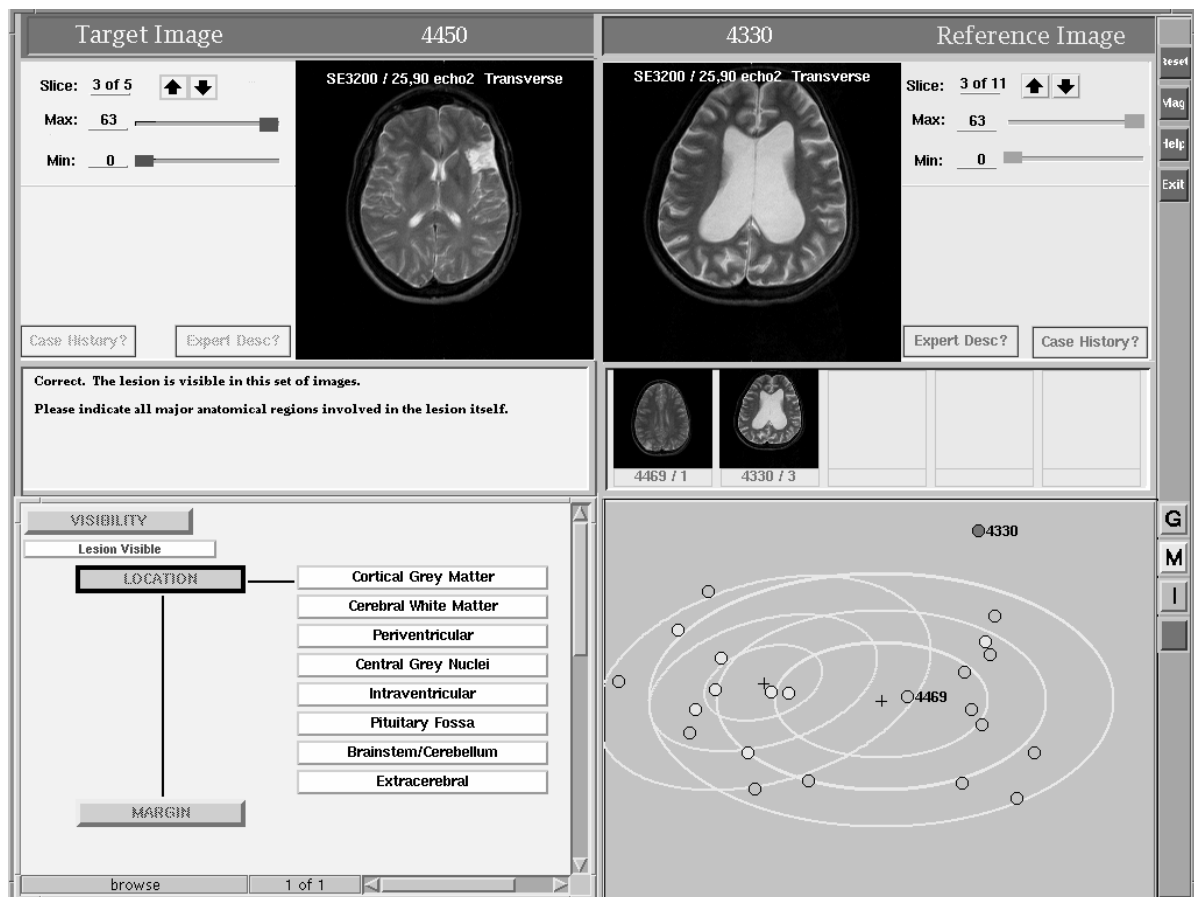 Target Image 4450
4330 Reference Image
Slice: 3 of 5
Max: 63
Min: 0
SE3200 / 25,90 echo2 Transverse
SE3200 / 25,90 echo2 Transverse
Slice: 3 of 11
Max: 63
Min: 0
Reset
Mag
Help
Exit
Case History?
Expert Desc?
Expert Desc?
Case History?
Correct. The lesion is visible in this set of images.
Please indicate all major anatomical regions involved in the lesion itself.
4469 / 1
4330 / 3
VISIBILITY
Lesion Visible
LOCATION
Cortical Grey Matter
Cerebral White Matter
Periventricular
Central Grey Nuclei
Intraventricular
Pituitary Fossa
Brainstem/Cerebellum
Extracerebral
MARGIN
browse
1 of 1
4330
4469
G
M
I